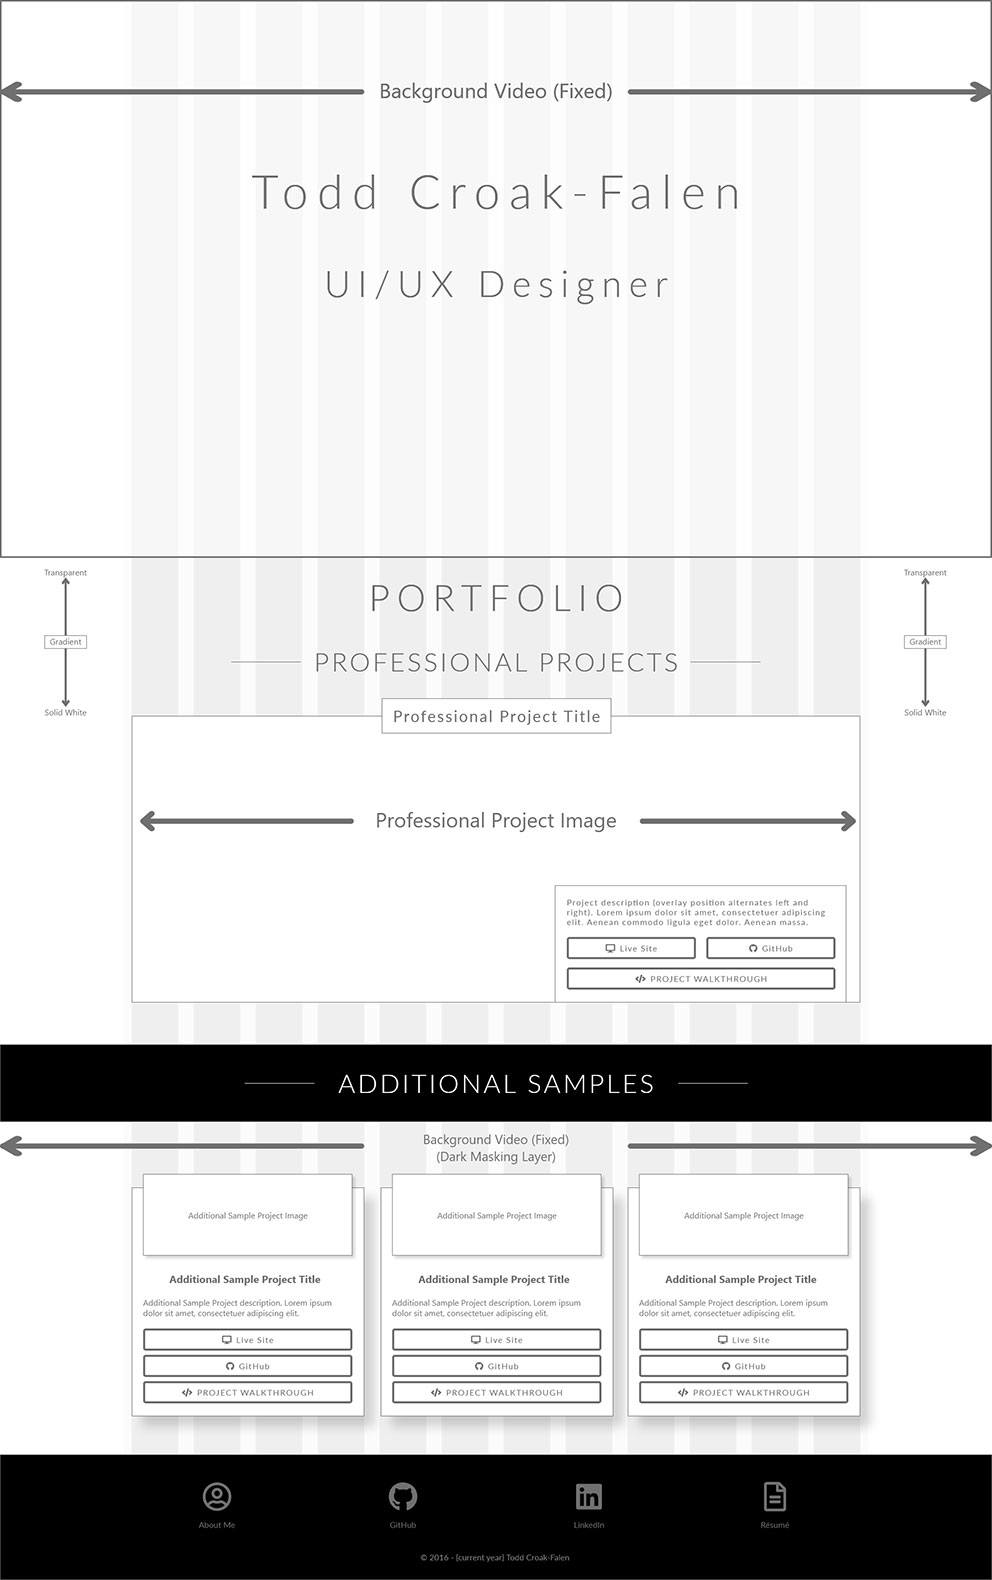 Background Video (Fixed)
Todd Croak-Falen
UI/UX Designer
Transparent
Transparent
PORTFOLIO
Gradient
Gradient
PROFESSIONAL PROJECTS
Solid White
Solid White
Professional Project Title
Professional Project Image
Project description (overlay position alternates left and
right). Lorem ipsum dolor sit amet, consectetuer adipiscing
elit. Aenean commodo ligula eget dolor. Aenean massa.
Live Site
GitHub
PROJECT WALKTHROUGH
ADDITIONAL SAMPLES
Background Video (Fixed)
(Dark Masking Layer)
Additional Sample Project Image
Additional Sample Project Title
Additional Sample Project description. Lorem ipsum
dolor sit amet, consectetuer adipiscing elit.
Live Site
GitHub
PROJECT WALKTHROUGH
Additional Sample Project Image
Additional Sample Project Title
Additional Sample Project description. Lorem ipsum
dolor sit amet, consectetuer adipiscing elit.
Live Site
GitHub
PROJECT WALKTHROUGH
Additional Sample Project Image
Additional Sample Project Title
Additional Sample Project description. Lorem ipsum
dolor sit amet, consectetuer adipiscing elit.
Live Site
GitHub
PROJECT WALKTHROUGH
About Me
GitHub
LinkedIn
Résumé
© 2016 - [current year] Todd Croak-Falen